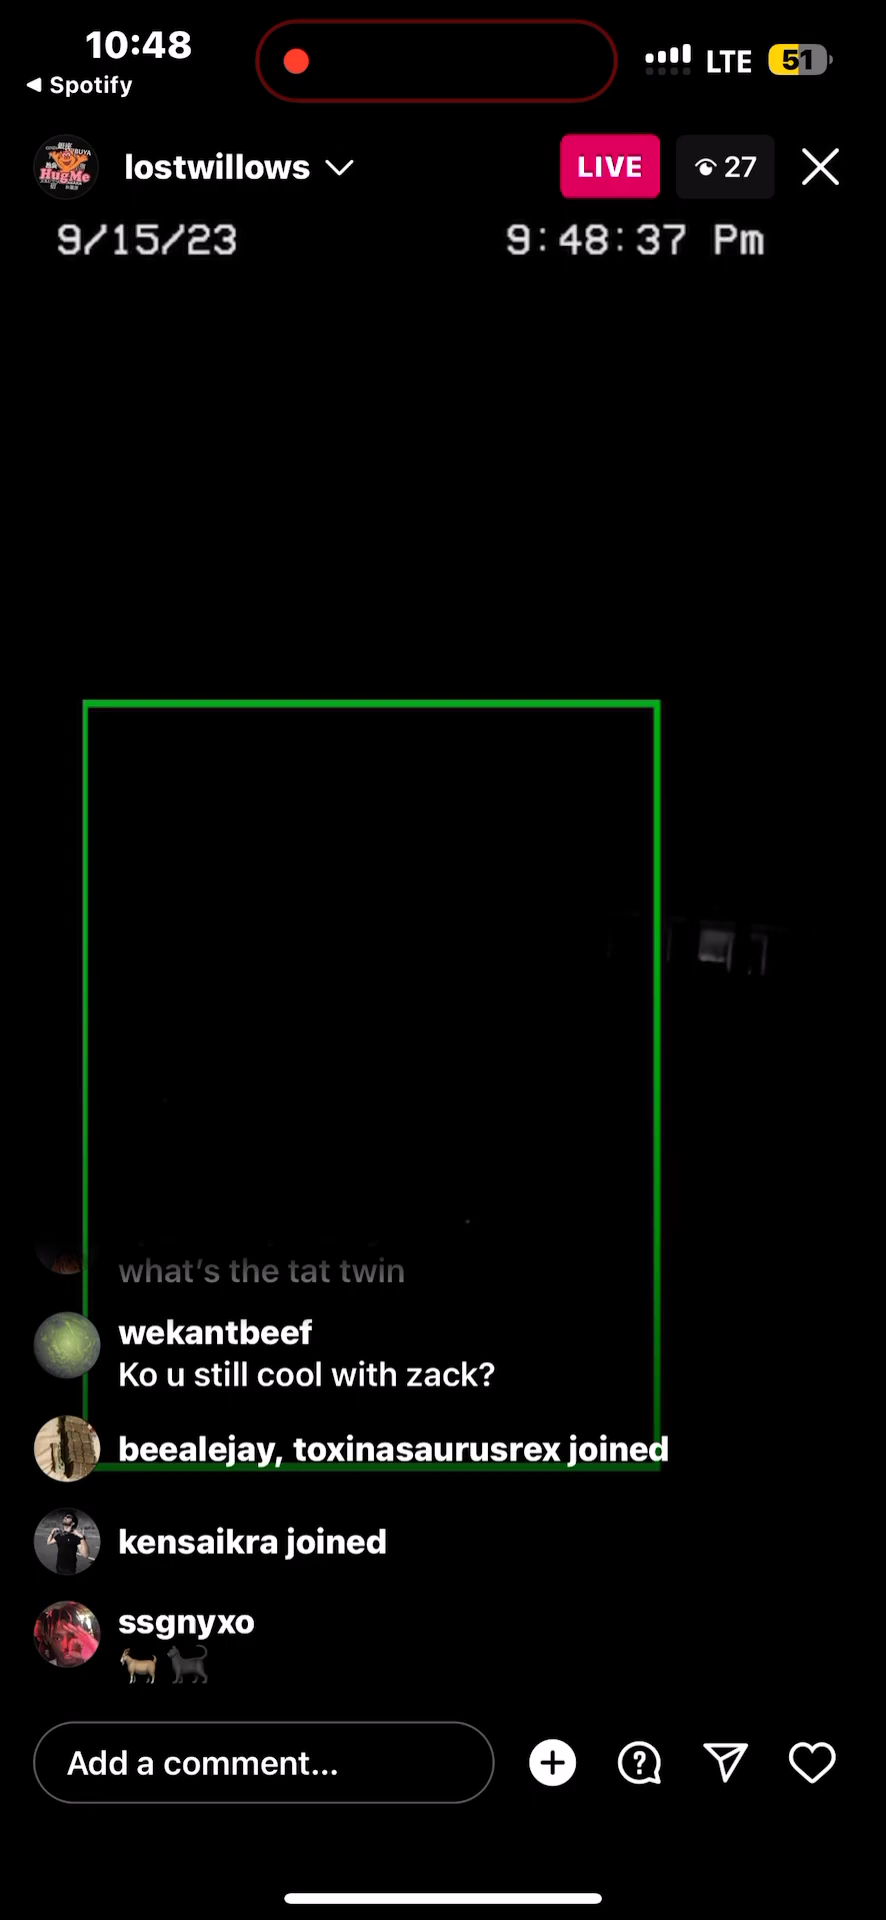 10:48
LTE
51
◀ Spotify
HugMe
lostwillows
LIVE
27
9/15/23
9:48:37 Pm
what's the tat twin
wekantbeef
Ko u still cool with zack?
beealejay, toxinasaurusrex joined
kensaikra joined
ssgnyxo
🐐🐈‍⬛
Add a comment...